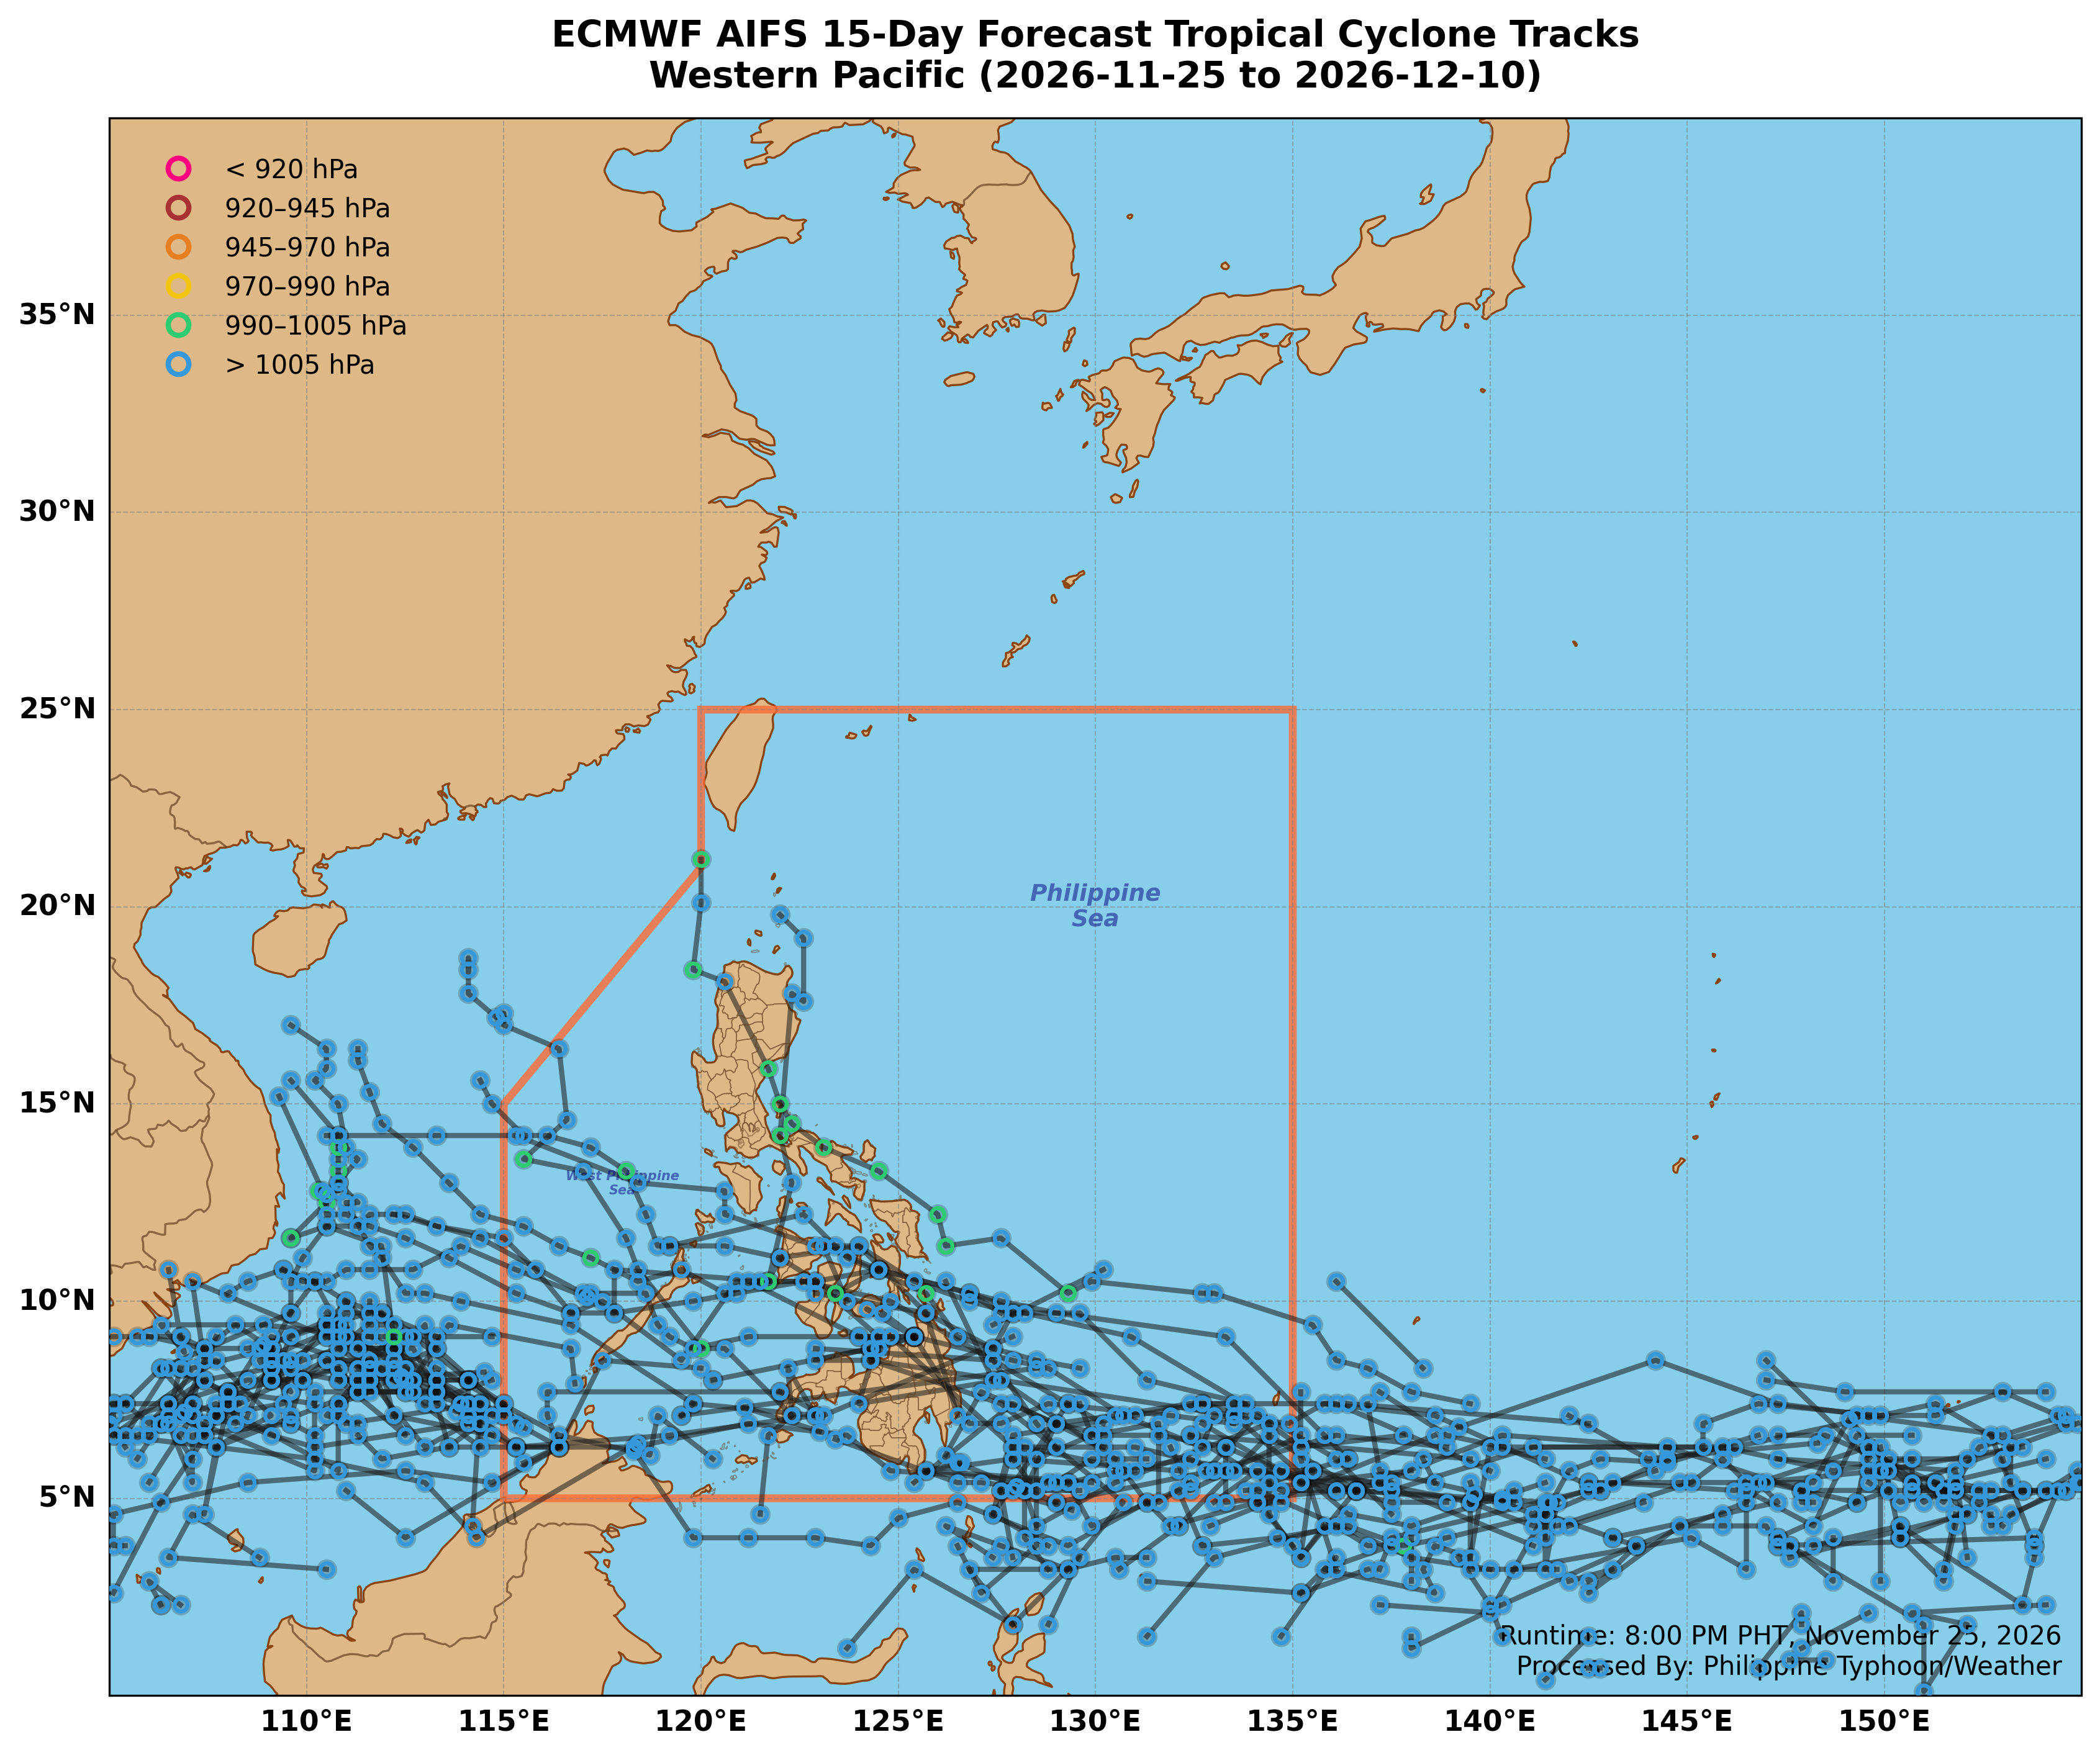 ECMWF AIFS 15-Day Forecast Tropical Cyclone Tracks
Western Pacific (2026-11-25 to 2026-12-10)
< 920 hPa
920–945 hPa
945–970 hPa
970–990 hPa
990–1005 hPa
> 1005 hPa
35°N
30°N
25°N
20°N
15°N
10°N
5°N
Philippine
Sea
West Philippine
Sea
Runtime: 8:00 PM PHT, November 25, 2026
Processed By: Philippine Typhoon/Weather
110°E
115°E
120°E
125°E
130°E
135°E
140°E
145°E
150°E